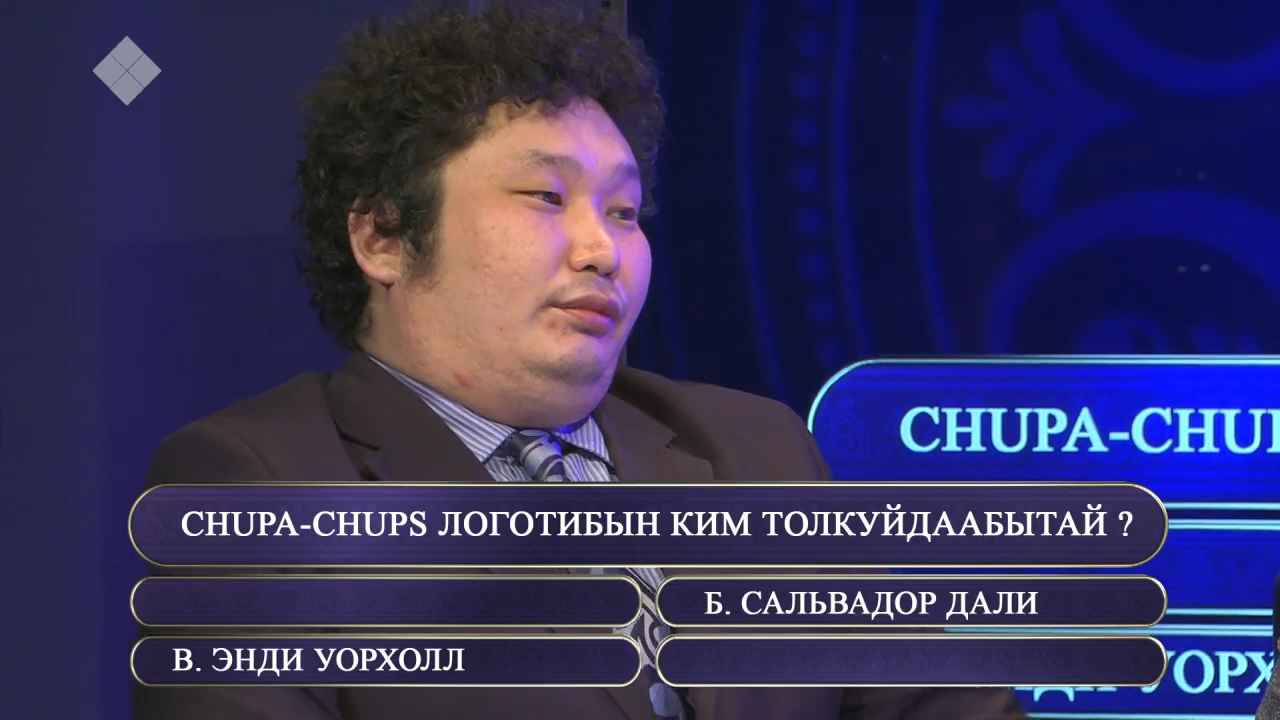 CHUPA-CHUPS ЛОГОТИБЫН КИМ ТОЛКУЙДААБЫТАЙ ?
Б. САЛЬВАДОР ДАЛИ
В. ЭНДИ УОРХОЛЛ